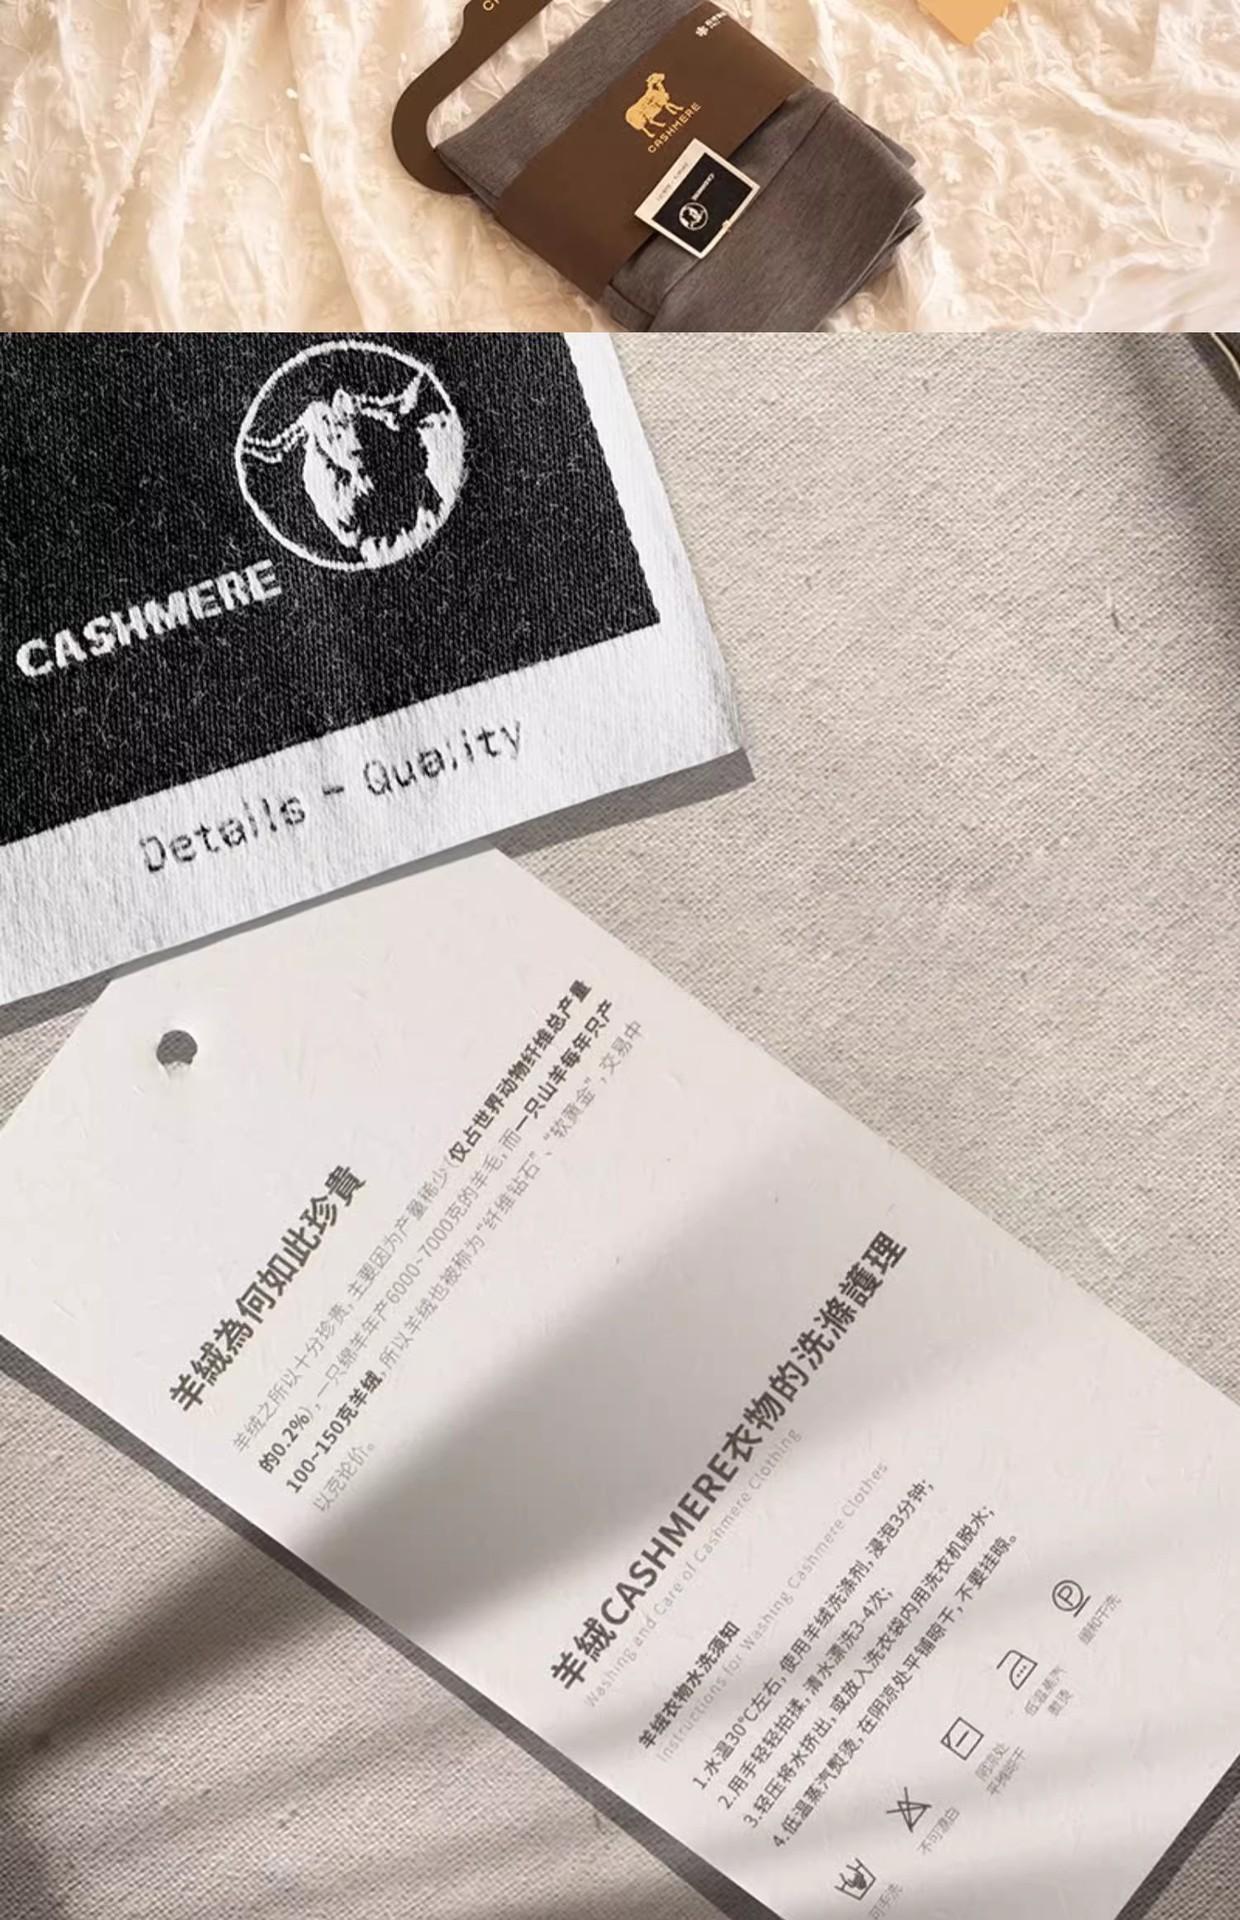 CASHMERE
CASHMERE
CASHMERE
Details - Quality
羊絨為何如此珍貴
羊绒之所以十分珍贵，主要因为产量稀少（仅占世界动物纤维总产量
的0.2%），一只绵羊年产6000~7000克的羊毛，而一只山羊每年只产
100~150克羊绒，所以羊绒也被称为“纤维钻石”、“软黄金”，交易中
以克论价。
羊絨CASHMERE衣物的洗滌護理
Washing and Care of Cashmere Clothing
羊绒衣物水洗须知
Instructions for Washing Cashmere Clothes
1.水温30℃左右，使用羊绒洗涤剂，浸泡3分钟；
2.用手轻轻拍揉，清水漂洗3-4次；
3.轻压将水挤出，或放入洗衣袋内用洗衣机脱水；
4.低温蒸汽熨烫，在阴凉处平铺晾干，不要挂晾。
可手洗
不可漂白
阴凉处
平摊晾干
低温蒸汽
熨烫
P
缓和干洗